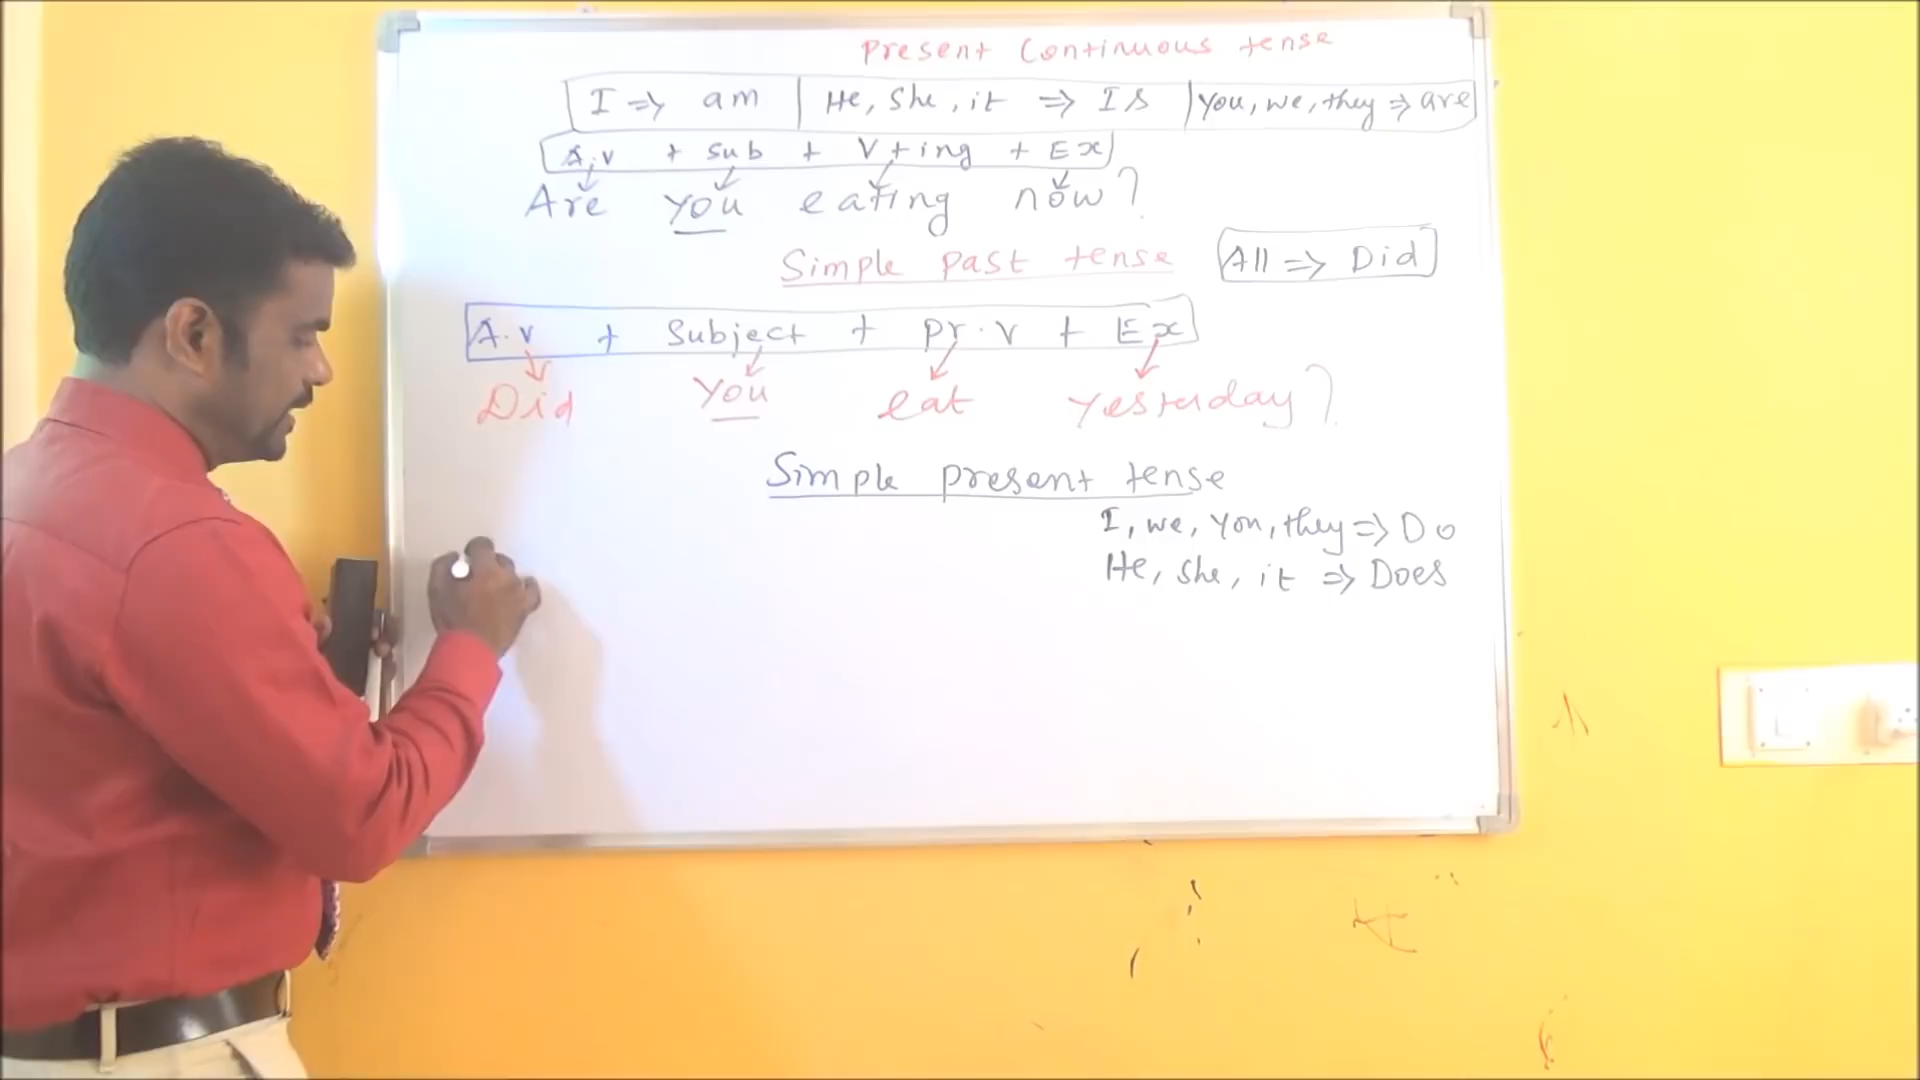 Present Continuous tense
I => am | He, She, it => IS | You, we, they => are
A.V + Sub + V+ing + Ex
Are you eating now?
Simple past tense All => Did
A.V + Subject + Pr.V + Ex
Did You eat Yesterday?
Simple present tense
I, we, You, they => Do
He, she, it => Does